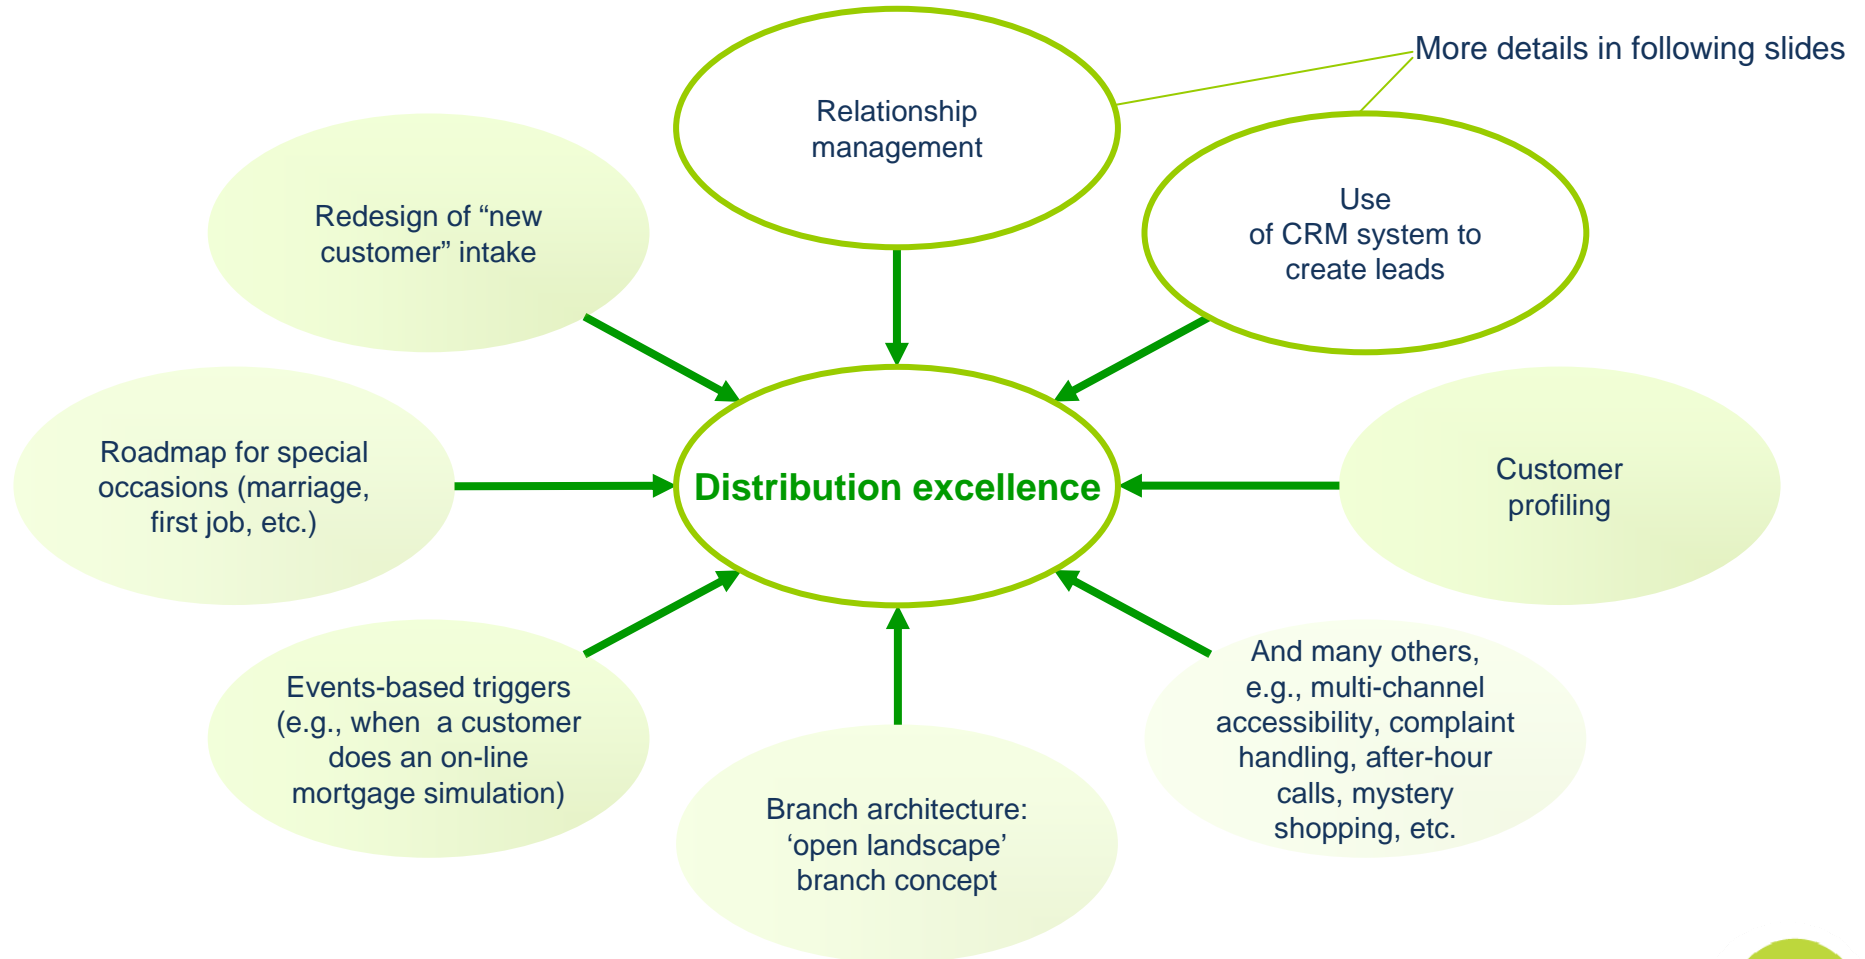 More details in following slides
Relationship
management
Use
of CRM system to
create leads
Redesign of “new
customer” intake
Roadmap for special
occasions (marriage,
first job, etc.)
Distribution excellence
Customer
profiling
Events-based triggers
(e.g., when  a customer
does an on-line
mortgage simulation)
Branch architecture:
‘open landscape’
branch concept
And many others,
e.g., multi-channel
accessibility, complaint
handling, after-hour
calls, mystery
shopping, etc.